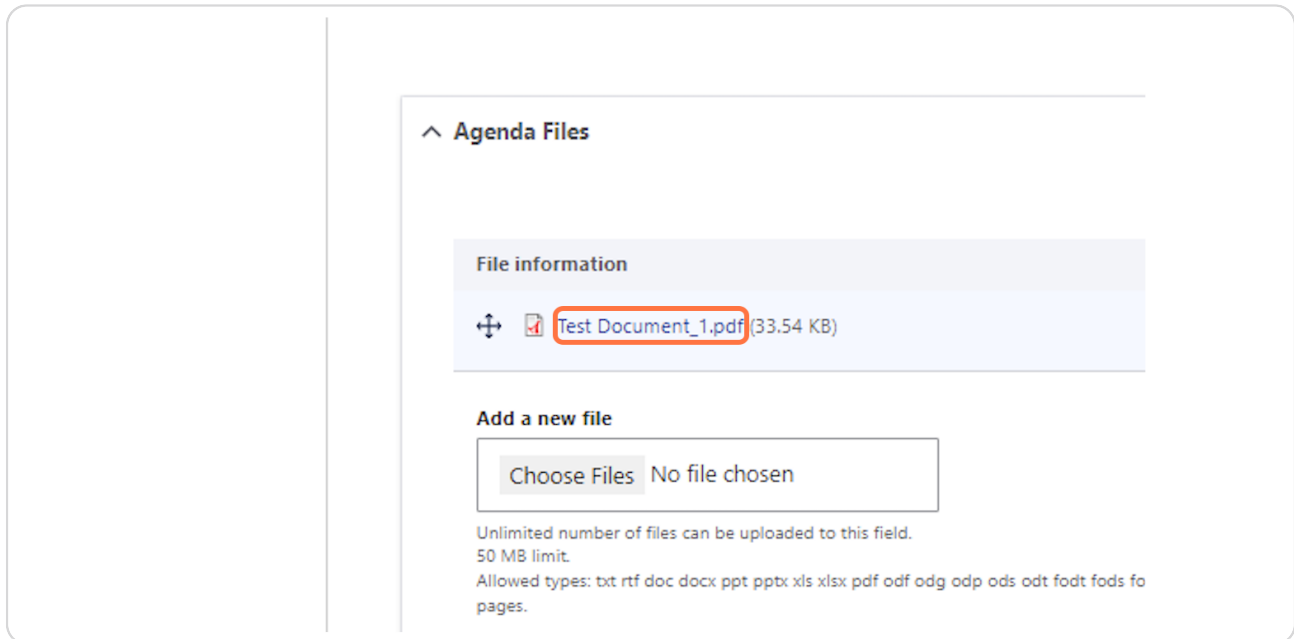 Agenda Files
File information
Test Document_1.pdf (33.54 KB)
Add a new file
Choose Files No file chosen
Unlimited number of files can be uploaded to this field.
50 MB limit.
Allowed types: txt rtf doc docx ppt pptx xls xlsx pdf odf odg odp ods odt fodt fods fo
pages.